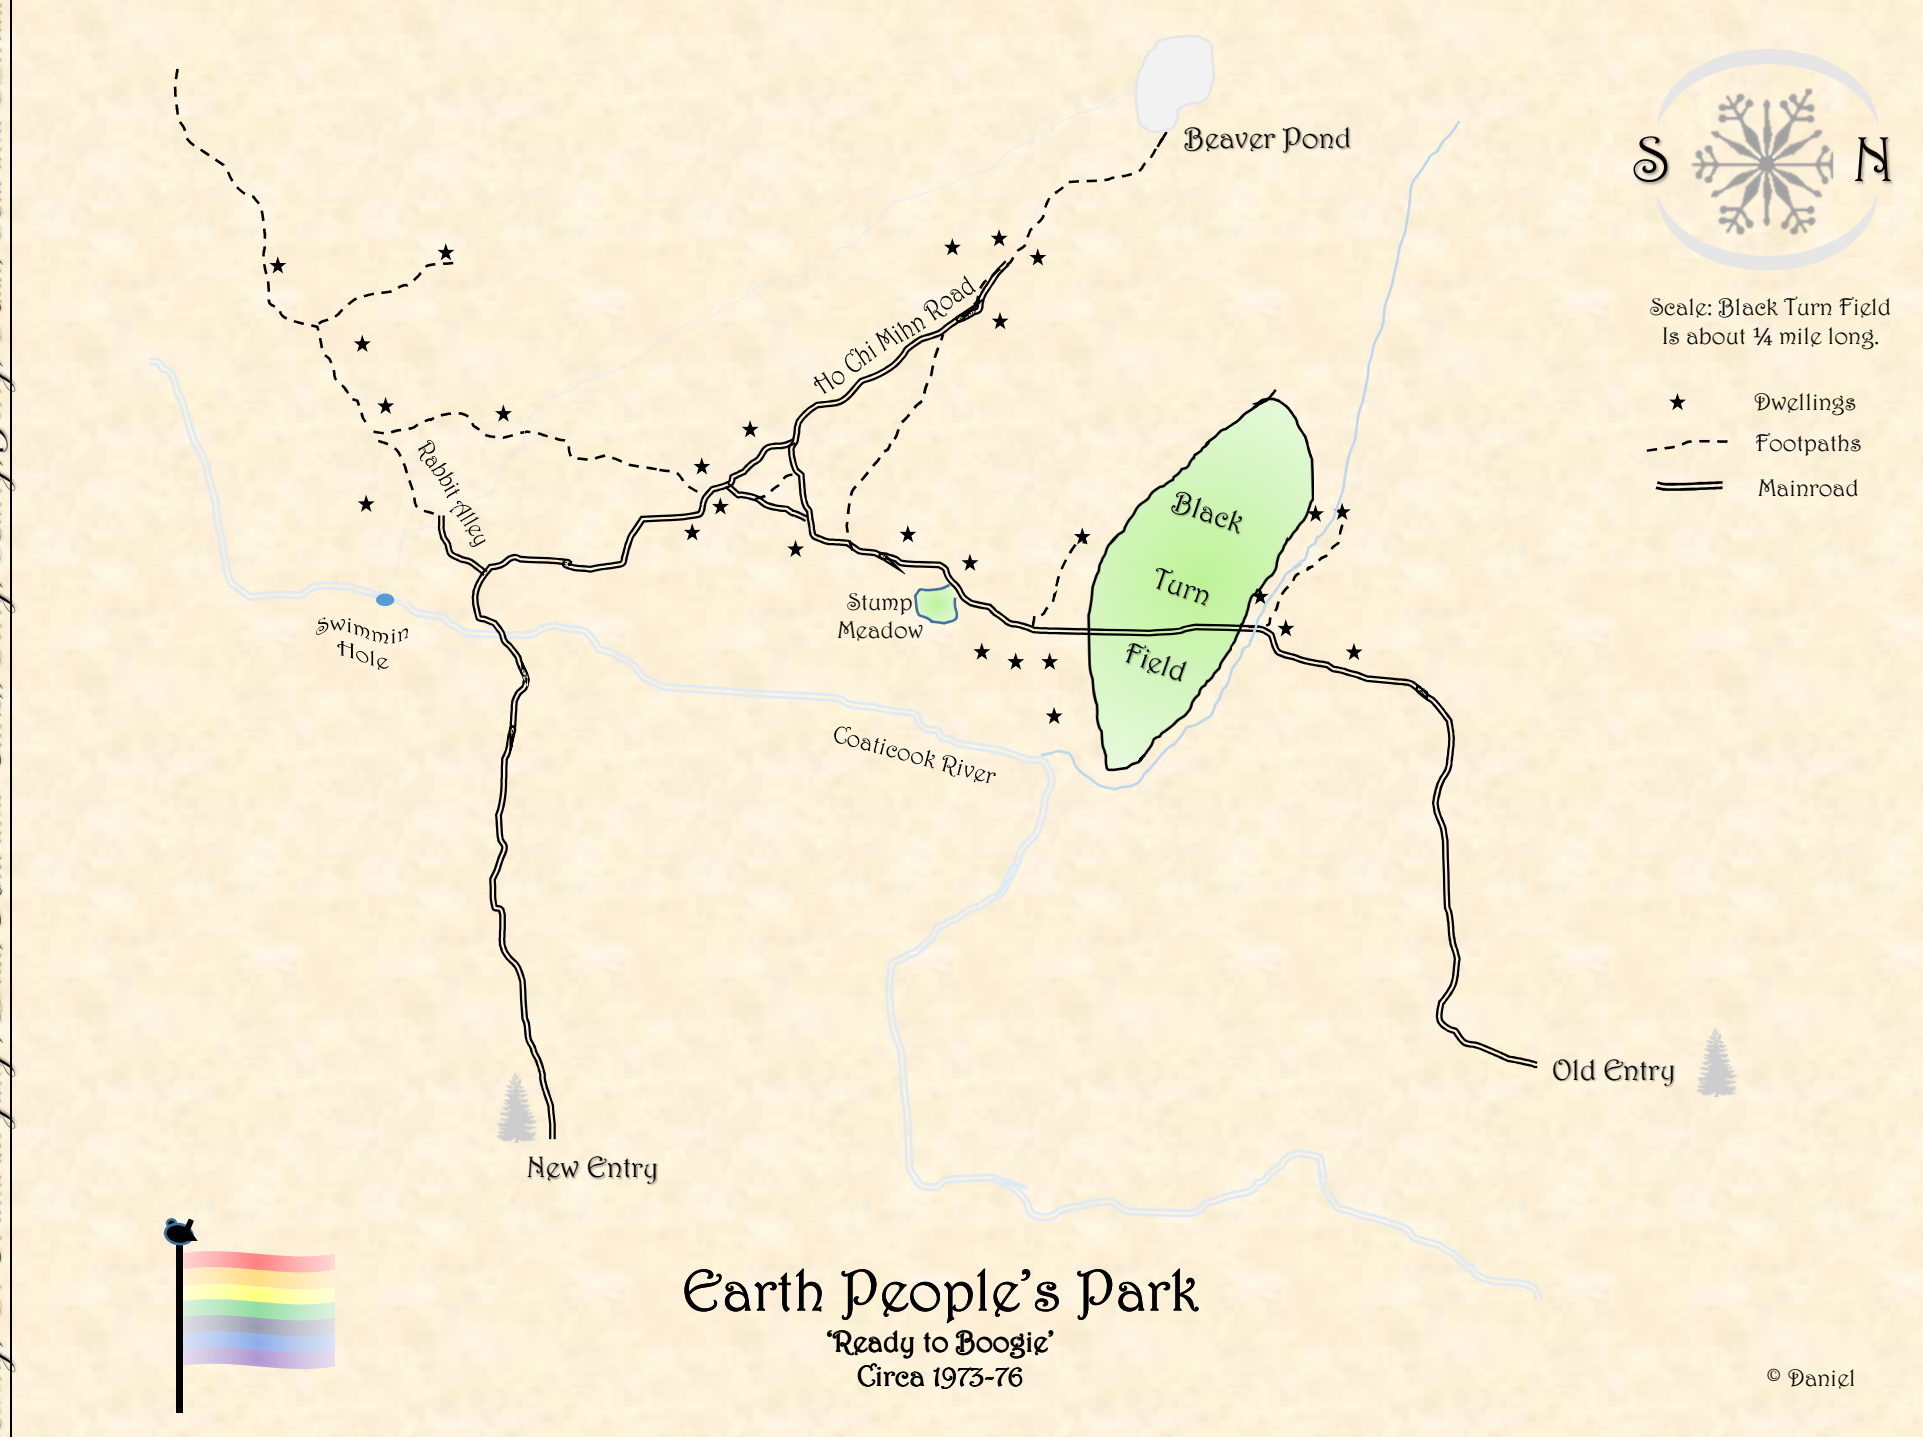 Beaver Pond
S N
Scale: Black Turn Field
Is about ¼ mile long.
Dwellings
Footpaths
Mainroad
Ho Chi Mihn Road
Rabbit Alley
Black
Turn
Field
Stump
Meadow
Swimmin
Hole
Coaticook River
Old Entry
New Entry
Earth People's Park
'Ready to Boogie'
Circa 1973-76
© Daniel